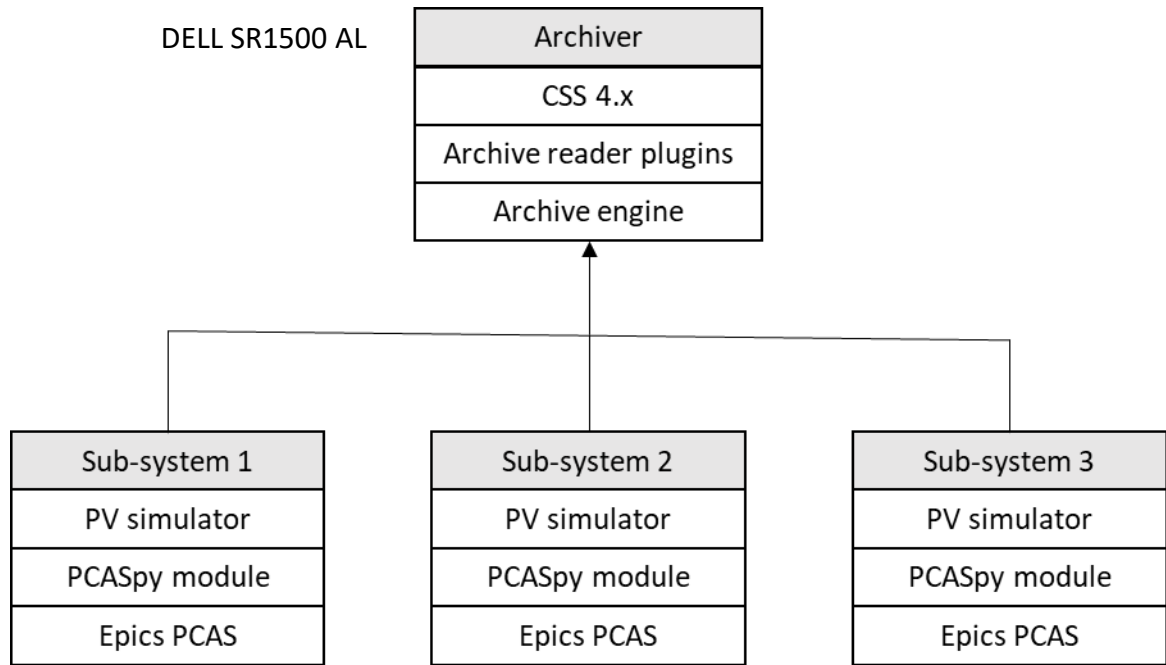 DELL SR1500 AL
Archiver
CSS 4.x
Archive reader plugins
Archive engine
Sub-system 1
PV simulator
PCASpy module
Epics PCAS
Sub-system 2
PV simulator
PCASpy module
Epics PCAS
Sub-system 3
PV simulator
PCASpy module
Epics PCAS